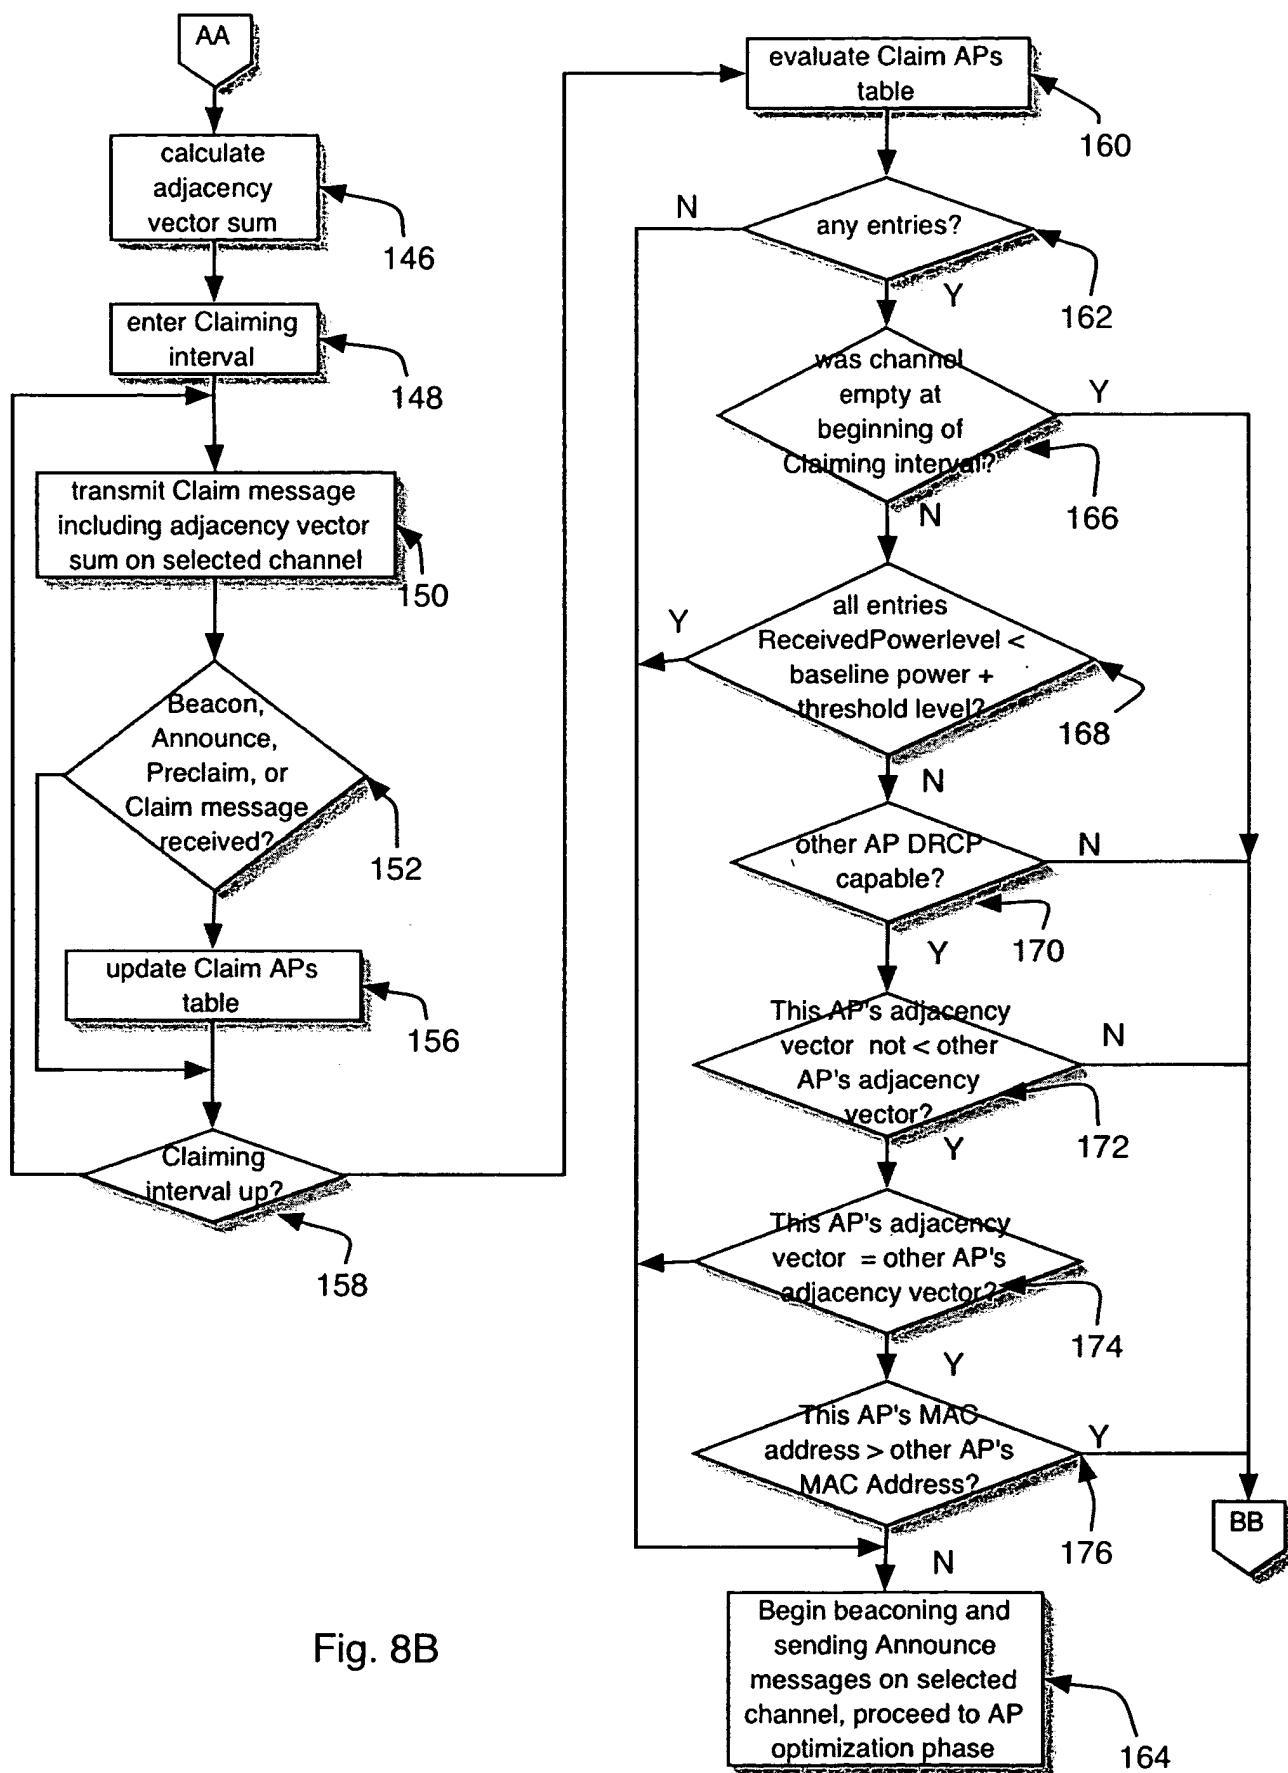 AA
calculate
adjacency
vector sum
146
enter Claiming
interval
148
transmit Claim message
including adjacency vector
sum on selected channel
150
Beacon,
Announce,
Preclaim, or
Claim message
received?
152
update Claim APs
table
156
Claiming
interval up?
158
evaluate Claim APs
table
160
any entries?
N
Y
162
was channel
empty at
beginning of
Claiming interval?
Y
N
166
all entries
ReceivedPowerlevel <
baseline power +
threshold level?
Y
N
168
other AP DRCP
capable?
N
Y
170
This AP's adjacency
vector not < other
AP's adjacency
vector?
N
Y
172
This AP's adjacency
vector = other AP's
adjacency vector?
Y
174
This AP's MAC
address > other AP's
MAC Address?
Y
N
176
BB
Begin beaconing and
sending Announce
messages on selected
channel, proceed to AP
optimization phase
164
Fig. 8B